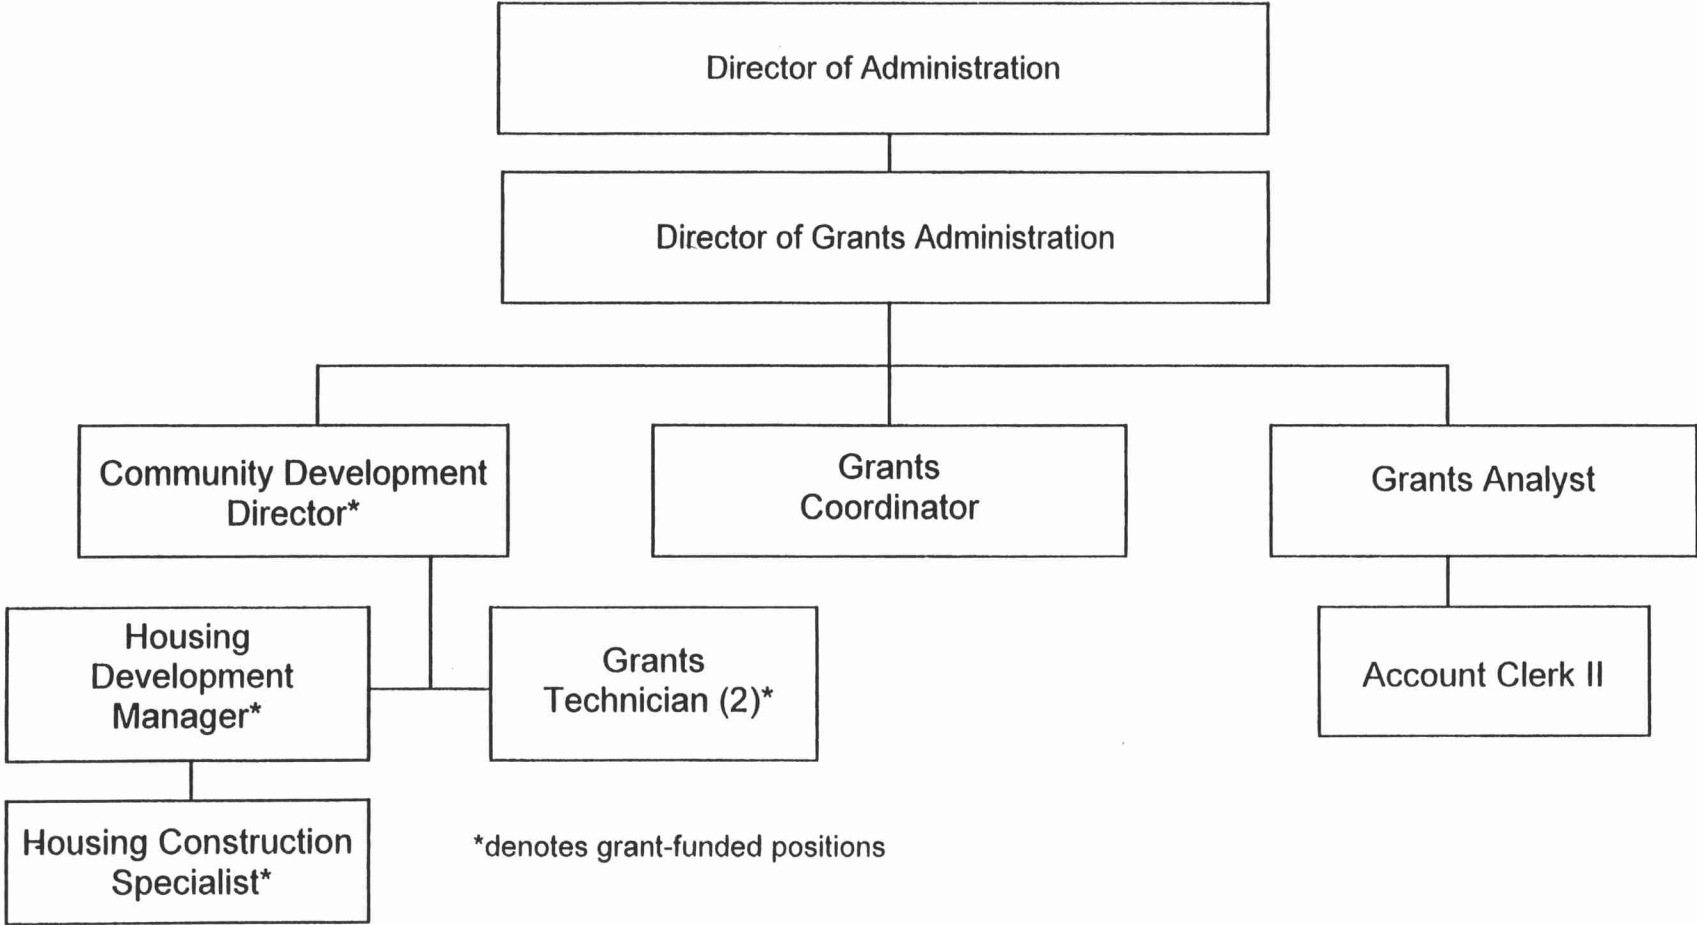 Director of Administration
Director of Grants Administration
Community Development
Director*
Grants
Coordinator
Grants Analyst
Housing
Development
Manager*
Grants
Technician (2)*
Account Clerk II
Housing Construction
Specialist*
*denotes grant-funded positions